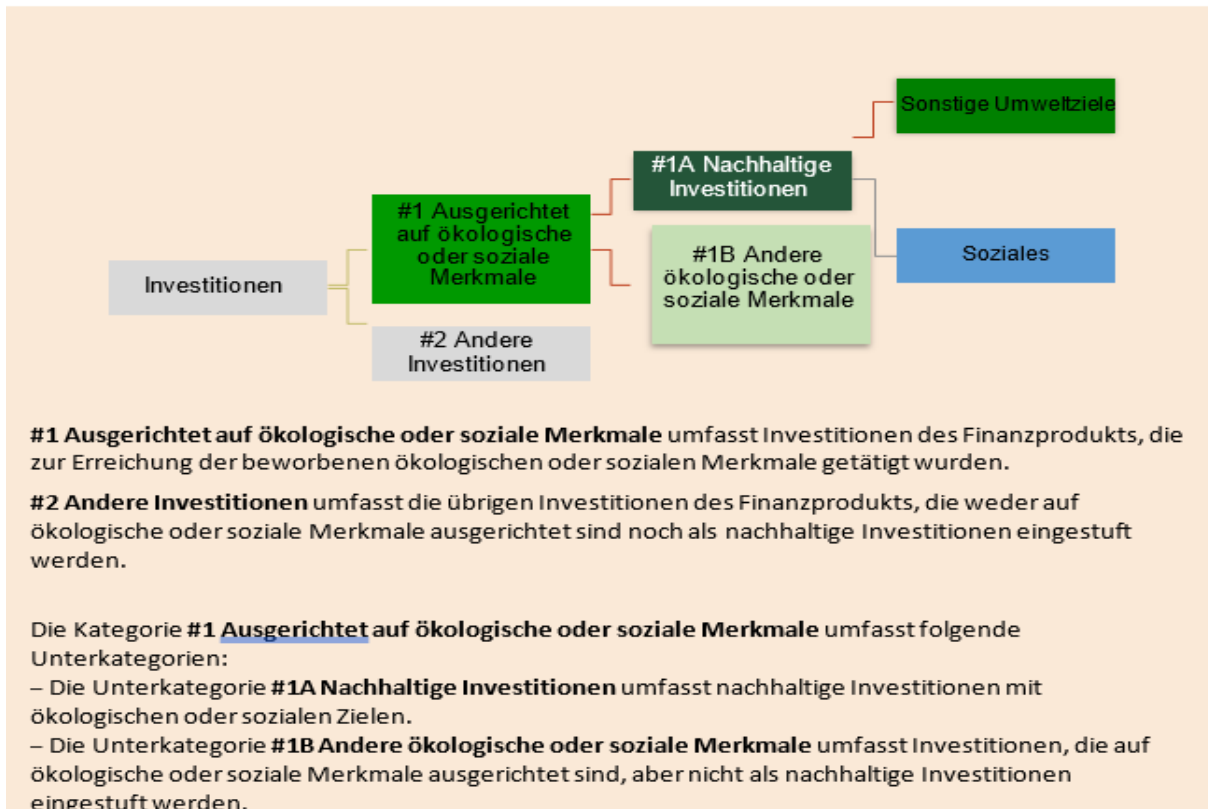 Sonstige Umweltziele
#1A Nachhaltige
Investitionen
#1 Ausgerichtet
auf ökologische
oder soziale
Merkmale
#1B Andere
ökologische oder
soziale Merkmale
Soziales
Investitionen
#2 Andere
Investitionen
#1 Ausgerichtet auf ökologische oder soziale Merkmale umfasst Investitionen des Finanzprodukts, die
zur Erreichung der beworbenen ökologischen oder sozialen Merkmale getätigt wurden.
#2 Andere Investitionen umfasst die übrigen Investitionen des Finanzprodukts, die weder auf
ökologische oder soziale Merkmale ausgerichtet sind noch als nachhaltige Investitionen eingestuft
werden.
Die Kategorie #1 Ausgerichtet auf ökologische oder soziale Merkmale umfasst folgende
Unterkategorien:
– Die Unterkategorie #1A Nachhaltige Investitionen umfasst nachhaltige Investitionen mit
ökologischen oder sozialen Zielen.
– Die Unterkategorie #1B Andere ökologische oder soziale Merkmale umfasst Investitionen, die auf
ökologische oder soziale Merkmale ausgerichtet sind, aber nicht als nachhaltige Investitionen
eingestuft werden.